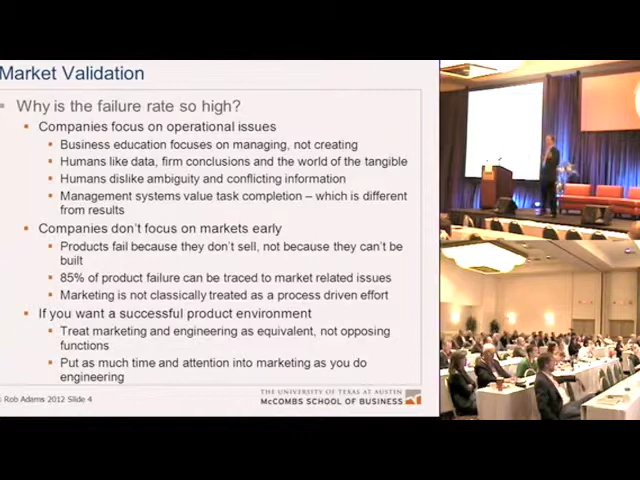 Market Validation
Why is the failure rate so high?
Companies focus on operational issues
Business education focuses on managing, not creating
Humans like data, firm conclusions and the world of the tangible
Humans dislike ambiguity and conflicting information
Management systems value task completion – which is different
from results
Companies don't focus on markets early
Products fail because they don't sell, not because they can't be
built
85% of product failure can be traced to market related issues
Marketing is not classically treated as a process driven effort
If you want a successful product environment
Treat marketing and engineering as equivalent, not opposing
functions
Put as much time and attention into marketing as you do
engineering
Rob Adams 2012 Slide 4
THE UNIVERSITY OF TEXAS AT AUSTIN
McCOMBS SCHOOL OF BUSINESS